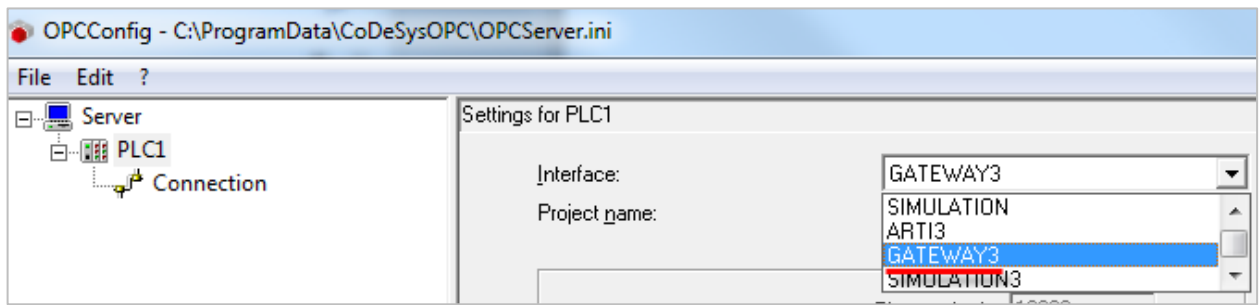 OPCConfig - C:\ProgramData\CoDeSysOPC\OPCServer.ini
File Edit ?
Server
PLC1
Connection
Settings for PLC1
Interface:
GATEWAY3
Project name:
SIMULATION
ARTI3
GATEWAY3
SIMULATION3